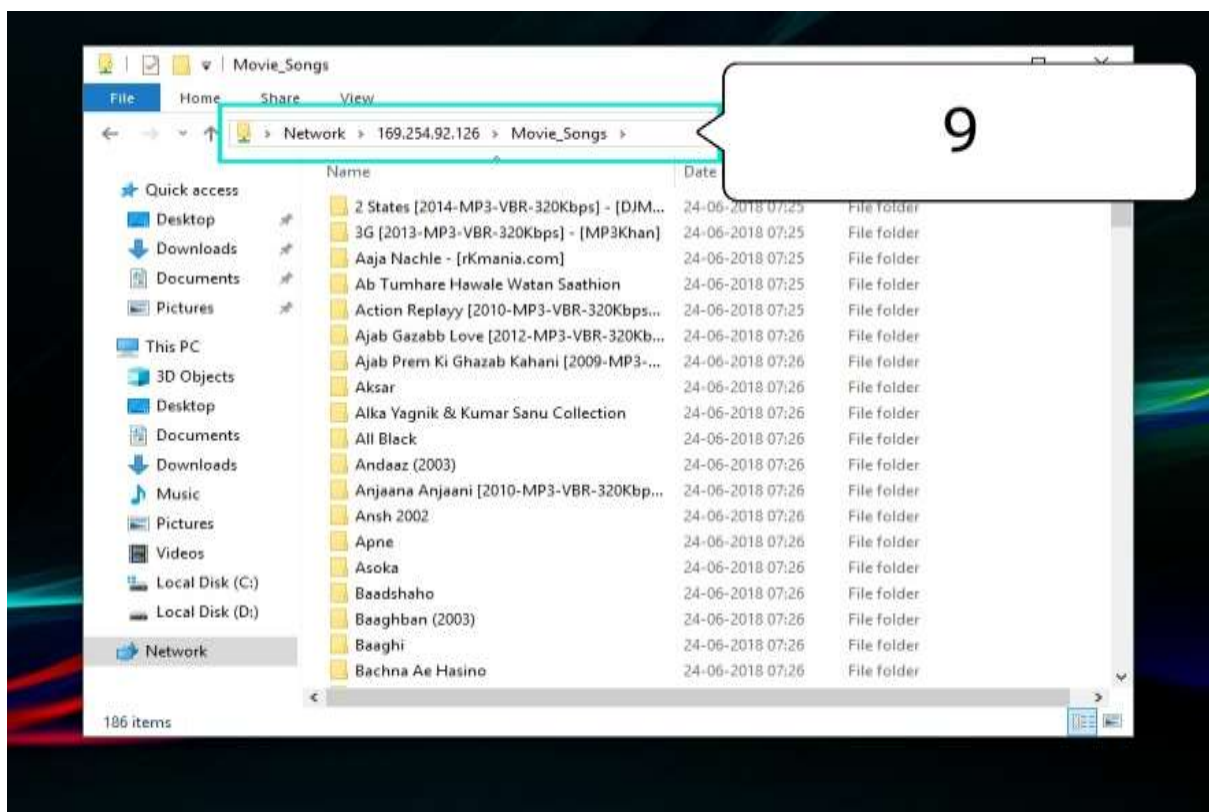 Movie_Songs
File Home Share View
Network > 169.254.92.126 > Movie_Songs >
9
Name Date
Quick access
Desktop
Downloads
Documents
Pictures
This PC
3D Objects
Desktop
Documents
Downloads
Music
Pictures
Videos
Local Disk (C:)
Local Disk (D:)
Network
2 States [2014-MP3-VBR-320Kbps] - [DJM... 24-06-2018 07:25 File folder
3G [2013-MP3-VBR-320Kbps] - [MP3Khan] 24-06-2018 07:25 File folder
Aaja Nachle - [rKmania.com] 24-06-2018 07:25 File folder
Ab Tumhare Hawale Watan Saathion 24-06-2018 07:25 File folder
Action Replayy [2010-MP3-VBR-320Kbps... 24-06-2018 07:25 File folder
Ajab Gazabb Love [2012-MP3-VBR-320Kb... 24-06-2018 07:26 File folder
Ajab Prem Ki Ghazab Kahani [2009-MP3-... 24-06-2018 07:26 File folder
Aksar 24-06-2018 07:26 File folder
Alka Yagnik & Kumar Sanu Collection 24-06-2018 07:26 File folder
All Black 24-06-2018 07:26 File folder
Andaaz (2003) 24-06-2018 07:26 File folder
Anjaana Anjaani [2010-MP3-VBR-320Kbp... 24-06-2018 07:26 File folder
Ansh 2002 24-06-2018 07:26 File folder
Apne 24-06-2018 07:26 File folder
Asoka 24-06-2018 07:26 File folder
Baadshaho 24-06-2018 07:26 File folder
Baaghban (2003) 24-06-2018 07:26 File folder
Baaghi 24-06-2018 07:26 File folder
Bachna Ae Hasino 24-06-2018 07:26 File folder
186 items